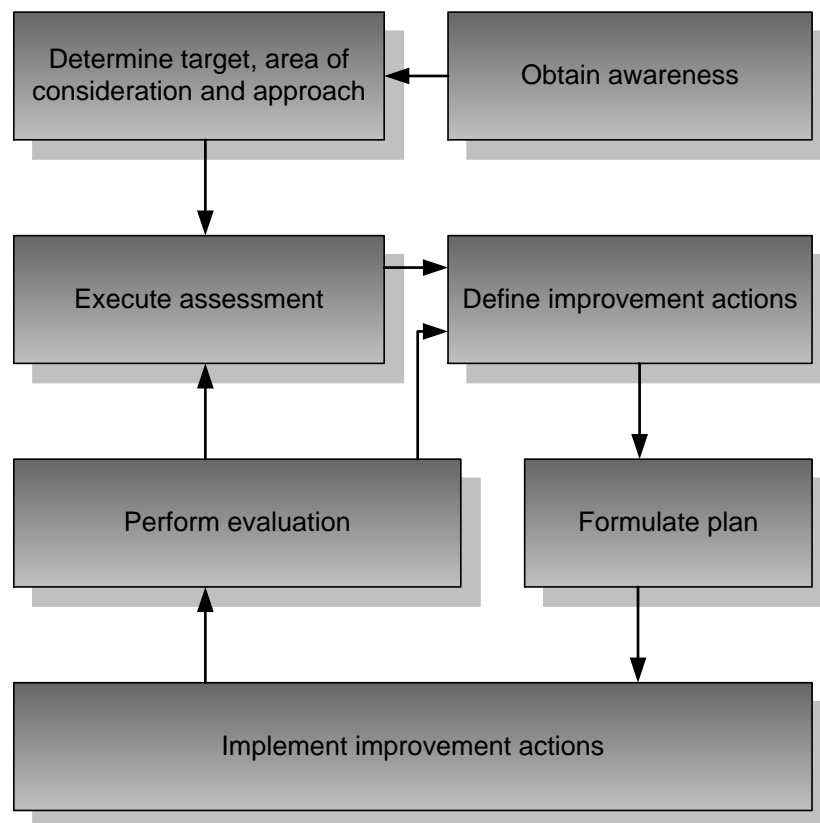 Determine target, area of
consideration and approach
Obtain awareness
Execute assessment
Define improvement actions
Perform evaluation
Formulate plan
Implement improvement actions